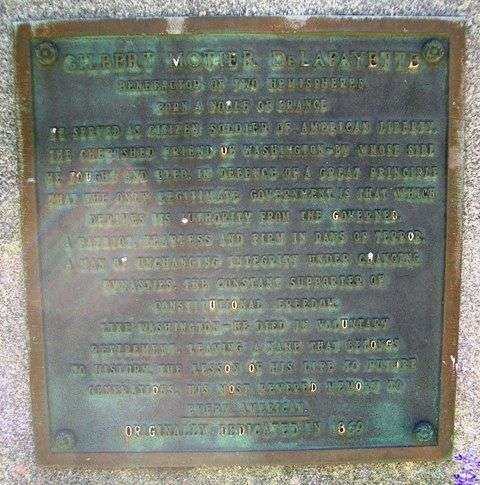 GILBERT MOTIER DELAFAYETTE
BENEFACTOR OF TWO HEMISPHERES
BORN A NOBLE OF FRANCE
HE SERVED AS CITIZEN SOLDIER OF AMERICAN LIBERTY.
THE CHERISHED FRIEND OF WASHINGTON BY WHOSE SIDE
HE FOUGHT AND BLED, IN DEFENCE OF A GREAT PRINCIPLE
THAT THE ONLY LEGITIMATE GOVERNMENT IS THAT WHICH
DERIVES ITS AUTHORITY FROM THE GOVERNED.
A PATRIOT, FEARLESS AND FIRM IN DAYS OF TERROR.
A MAN OF UNCHANGING INTEGRITY UNDER CHANGING
DYNASTIES. THE CONSTANT SUPPORTER OF
CONSTITUTIONAL FREEDOM.
LIKE WASHINGTON HE DIED IN VOLUNTARY
RETIREMENT, LEAVING A NAME THAT BELONGS
TO HISTORY. THE LESSON OF HIS LIFE TO FUTURE
GENERATIONS. HIS MOST REVERED MEMORY TO
EVERY AMERICAN.
ORIGINALLY DEDICATED IN